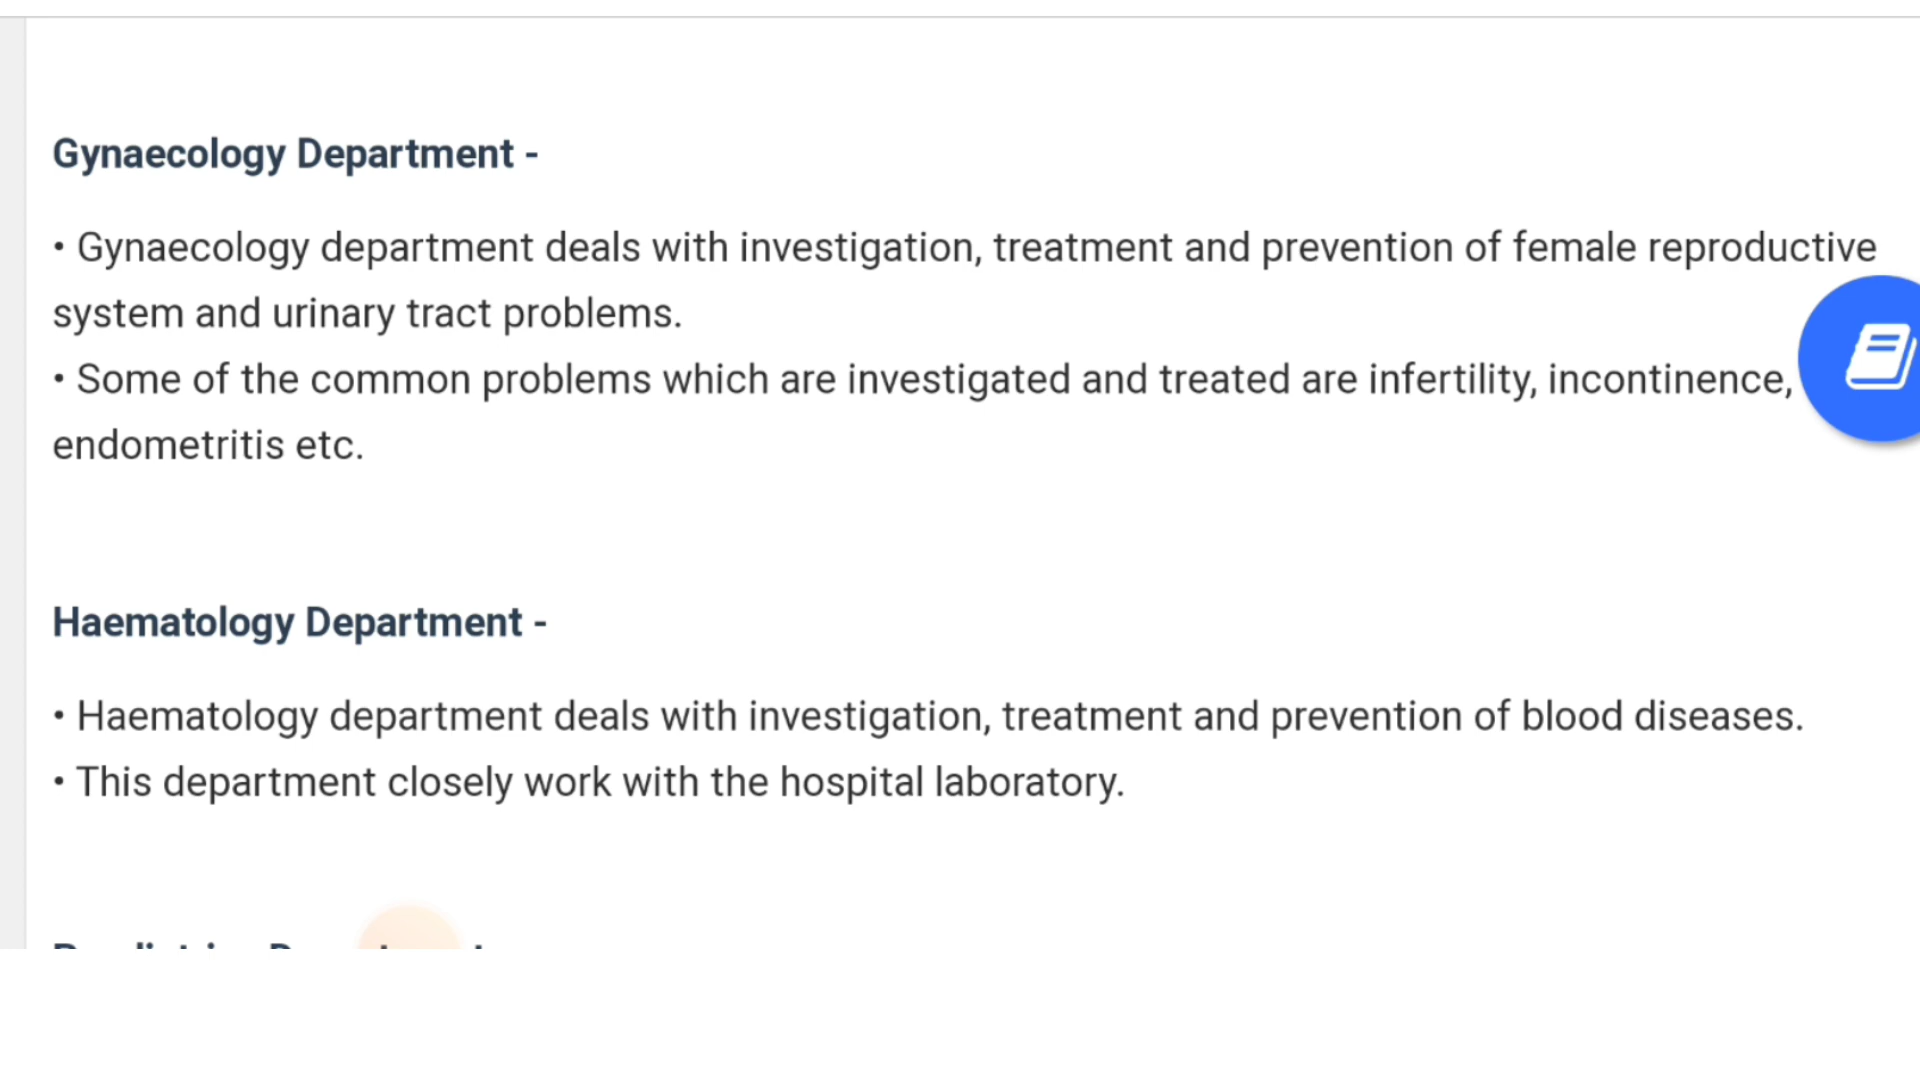 Gynaecology Department -
• Gynaecology department deals with investigation, treatment and prevention of female reproductive
system and urinary tract problems.
• Some of the common problems which are investigated and treated are infertility, incontinence,
endometritis etc.
Haematology Department -
• Haematology department deals with investigation, treatment and prevention of blood diseases.
• This department closely work with the hospital laboratory.